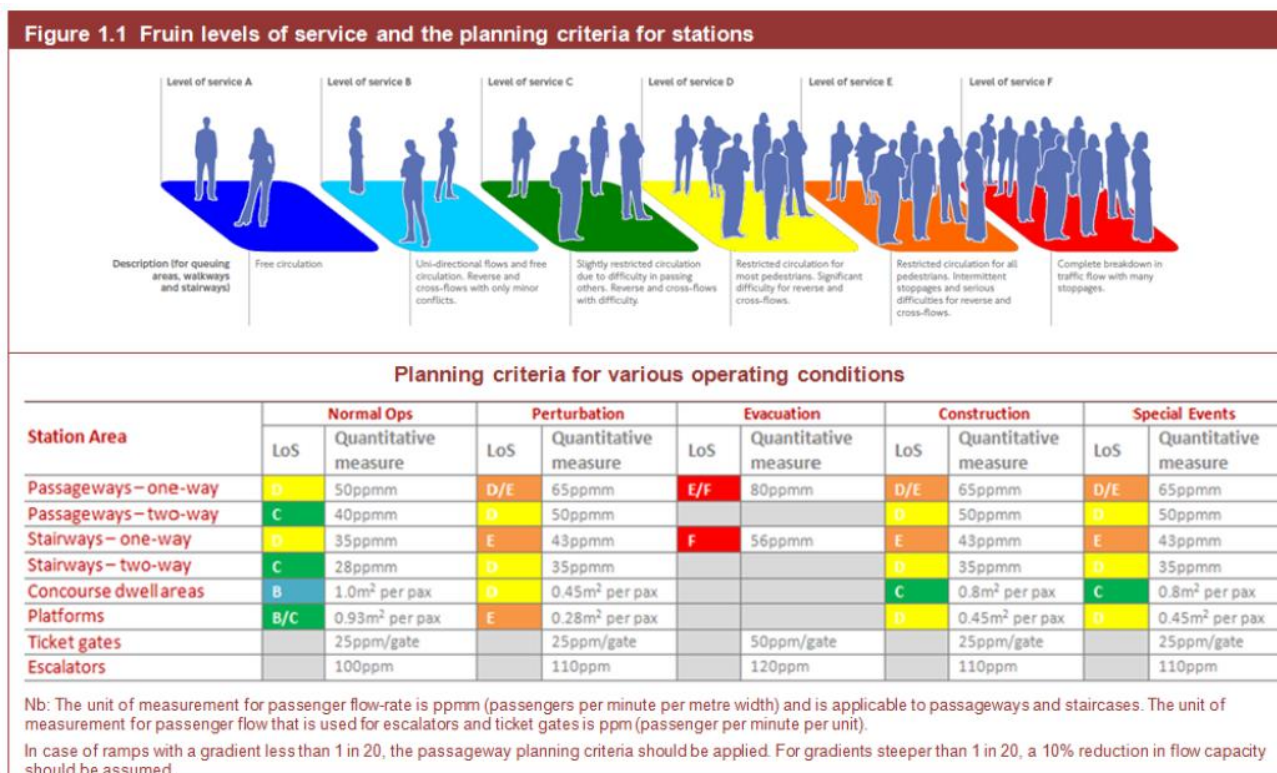 Figure 1.1 Fruin levels of service and the planning criteria for stations
Level of service A
Level of service B
Level of service C
Level of service D
Level of service E
Level of service F
Description (for queuing
areas, walkways
and stairways)
Free circulation
Uni-directional flows and free
circulation. Reverse and
cross-flows with only minor
conflicts.
Slightly restricted circulation
due to difficulty in passing
others. Reverse and cross-flows
with difficulty.
Restricted circulation for
most pedestrians. Significant
difficulty for reverse and
cross-flows.
Restricted circulation for all
pedestrians. Intermittent
stoppages and serious
difficulties for reverse and
cross-flows.
Complete breakdown in
traffic flow with many
stoppages.
Planning criteria for various operating conditions
Station Area Normal Ops Perturbation Evacuation Construction Special Events
LoS Quantitative measure LoS Quantitative measure LoS Quantitative measure LoS Quantitative measure LoS Quantitative measure
Passageways – one-way D 50ppmm D/E 65ppmm E/F 80ppmm D/E 65ppmm D/E 65ppmm
Passageways – two-way C 40ppmm D 50ppmm D 50ppmm D 50ppmm
Stairways – one-way D 35ppmm E 43ppmm F 56ppmm E 43ppmm E 43ppmm
Stairways – two-way C 28ppmm D 35ppmm D 35ppmm D 35ppmm
Concourse dwell areas B 1.0m² per pax D 0.45m² per pax C 0.8m² per pax C 0.8m² per pax
Platforms B/C 0.93m² per pax E 0.28m² per pax D 0.45m² per pax D 0.45m² per pax
Ticket gates 25ppm/gate 25ppm/gate 50ppm/gate 25ppm/gate 25ppm/gate
Escalators 100ppm 110ppm 120ppm 110ppm 110ppm
Nb: The unit of measurement for passenger flow-rate is ppmm (passengers per minute per metre width) and is applicable to passageways and staircases. The unit of
measurement for passenger flow that is used for escalators and ticket gates is ppm (passenger per minute per unit).
In case of ramps with a gradient less than 1 in 20, the passageway planning criteria should be applied. For gradients steeper than 1 in 20, a 10% reduction in flow capacity
should be assumed